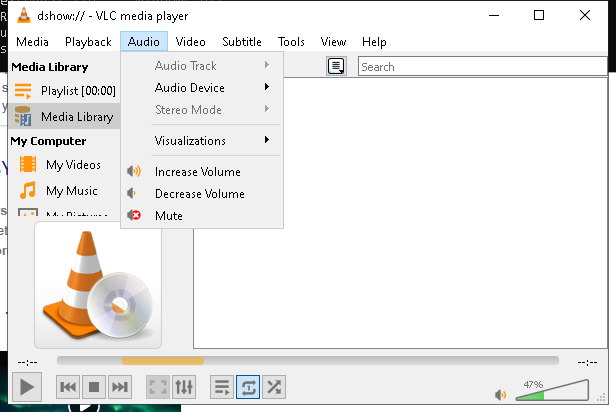 dshow:// - VLC media player
Media Playback Audio Video Subtitle Tools View Help
Media Library
Playlist [00:00]
Media Library
My Computer
My Videos
My Music
My Pictures
Audio Track
Audio Device
Stereo Mode
Visualizations
Increase Volume
Decrease Volume
Mute
Search
--:-- --:--
47%